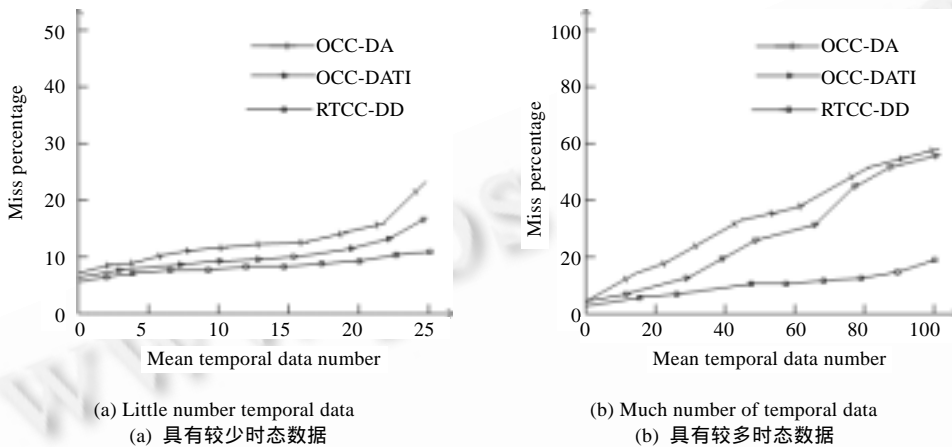 50
40
30
20
10
0
Miss percentage
OCC-DA
OCC-DATI
RTCC-DD
0 5 10 15 20 25
Mean temporal data number
(a) Little number temporal data
(a) 具有较少时态数据
100
80
60
40
20
0
Miss percentage
OCC-DA
OCC-DATI
RTCC-DD
0 20 40 60 80 100
Mean temporal data number
(b) Much number of temporal data
(b) 具有较多时态数据